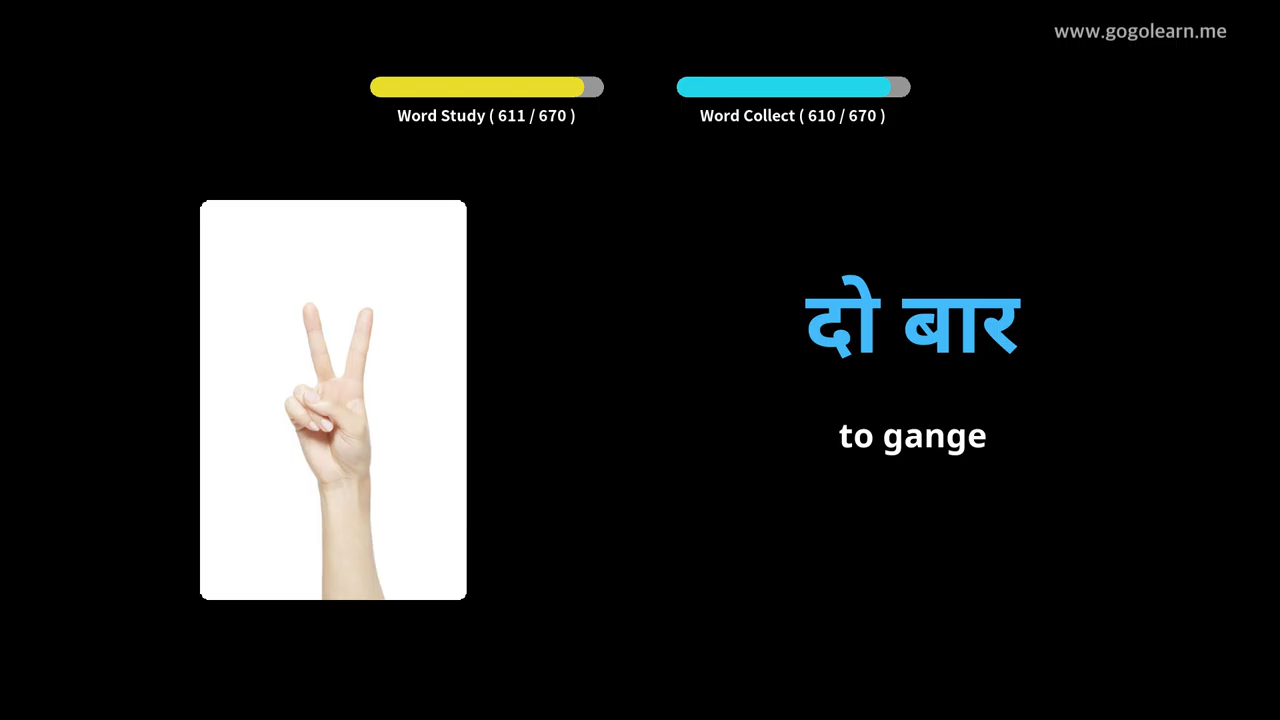 www.gogolearn.me
Word Study ( 611 / 670 )
Word Collect ( 610 / 670 )
दो बार
to gange